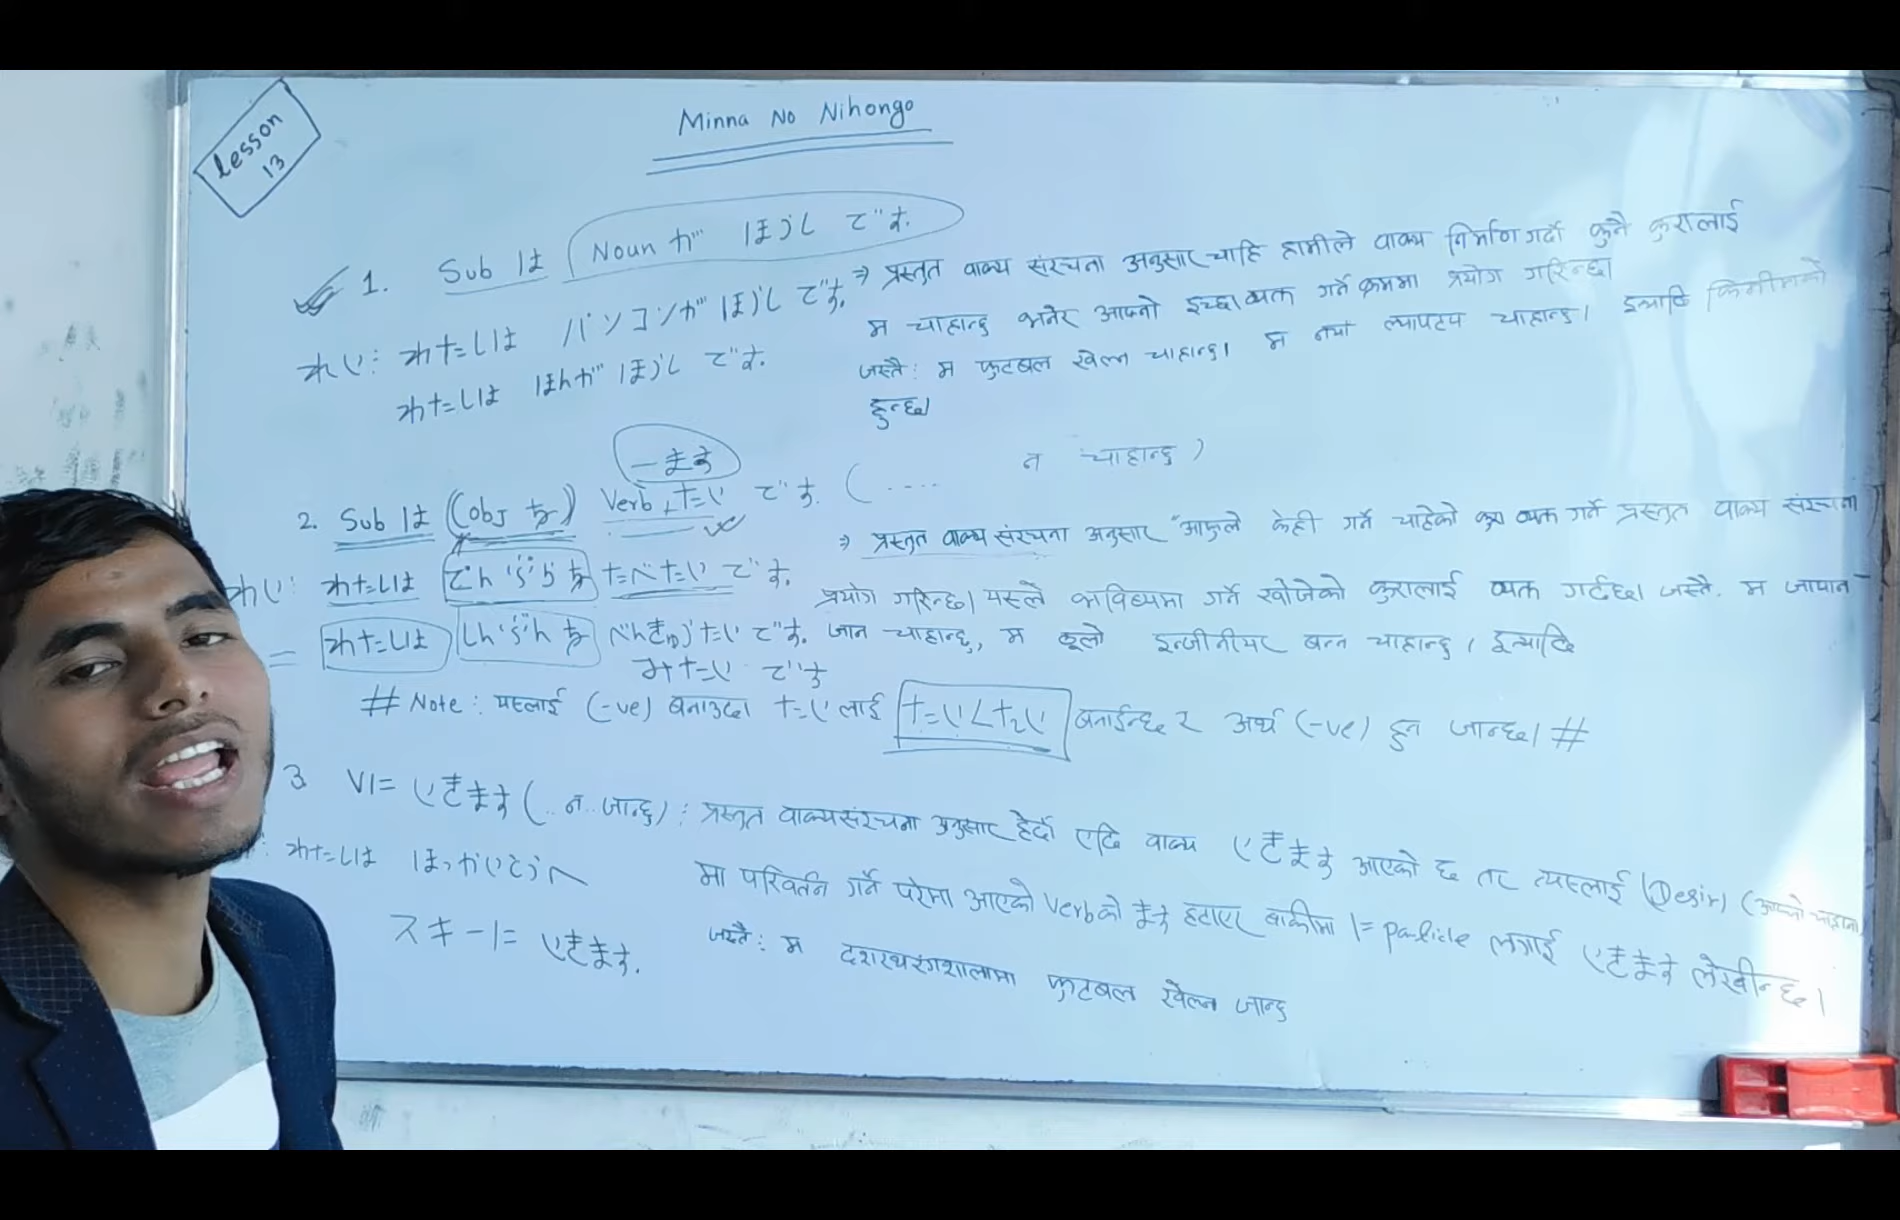 Lesson 13
Minna No Nihongo
1. Sub は Noun が ほしい です.
⇒ प्रस्तुत वाक्य संरचना अनुसार चाहि हामीले वाक्य निर्माण गर्दा कुनै कुरालाई
म चाहान्छु भनेर आफ्नो इच्छा व्यक्त गर्ने क्रममा प्रयोग गरिन्छ।
जस्तै: म फुटबल खेल्न चाहान्छु। म नयाँ ल्यापटप चाहान्छु। इत्यादि
हुन्छ।
れい: わたしは パソコンが ほしい です.
わたしは ほんが ほしい です.
ーます
2. Sub は (obj を) Verb たい です. (.... न चाहान्छु)
⇒ प्रस्तुत वाक्य संरचना अनुसार "आफुले केही गर्न चाहेको कुरा व्यक्त गर्ने प्रस्तुत वाक्य संरचना
प्रयोग गरिन्छ। यस्ले भविष्यमा गर्न खोजेको कुरालाई व्यक्त गर्दछ। जस्तै. म जापान
जान चाहान्छु, म ठूलो इन्जीनीयर बन्न चाहान्छु। इत्यादि
れい: わたしは てんぷらを たべたい です.
わたしは しんぶんを たい です.
みたい です
# Note: यस्लाई (-ve) बनाउदा たい लाई たいくない बनाईन्छ र अर्थ (-ve) हुन जान्छ। #
3. Vに いきます (.. न.. जान्छु) : प्रस्तुत वाक्यसंरचना अनुसार हेर्दा यदि वाक्य いきます आएको छ तर त्यस्लाई (Desir)
मा परिवर्तन गर्न परेमा आएको Verb को ます हटाएर बाकीमा に particle लगाई いきます लेखीन्छ।
जस्तै: म दशरथरंगशालामा फुटबल खेल्न जान्छु
: わたしは ほっかいどうへ
スキーに いきます.